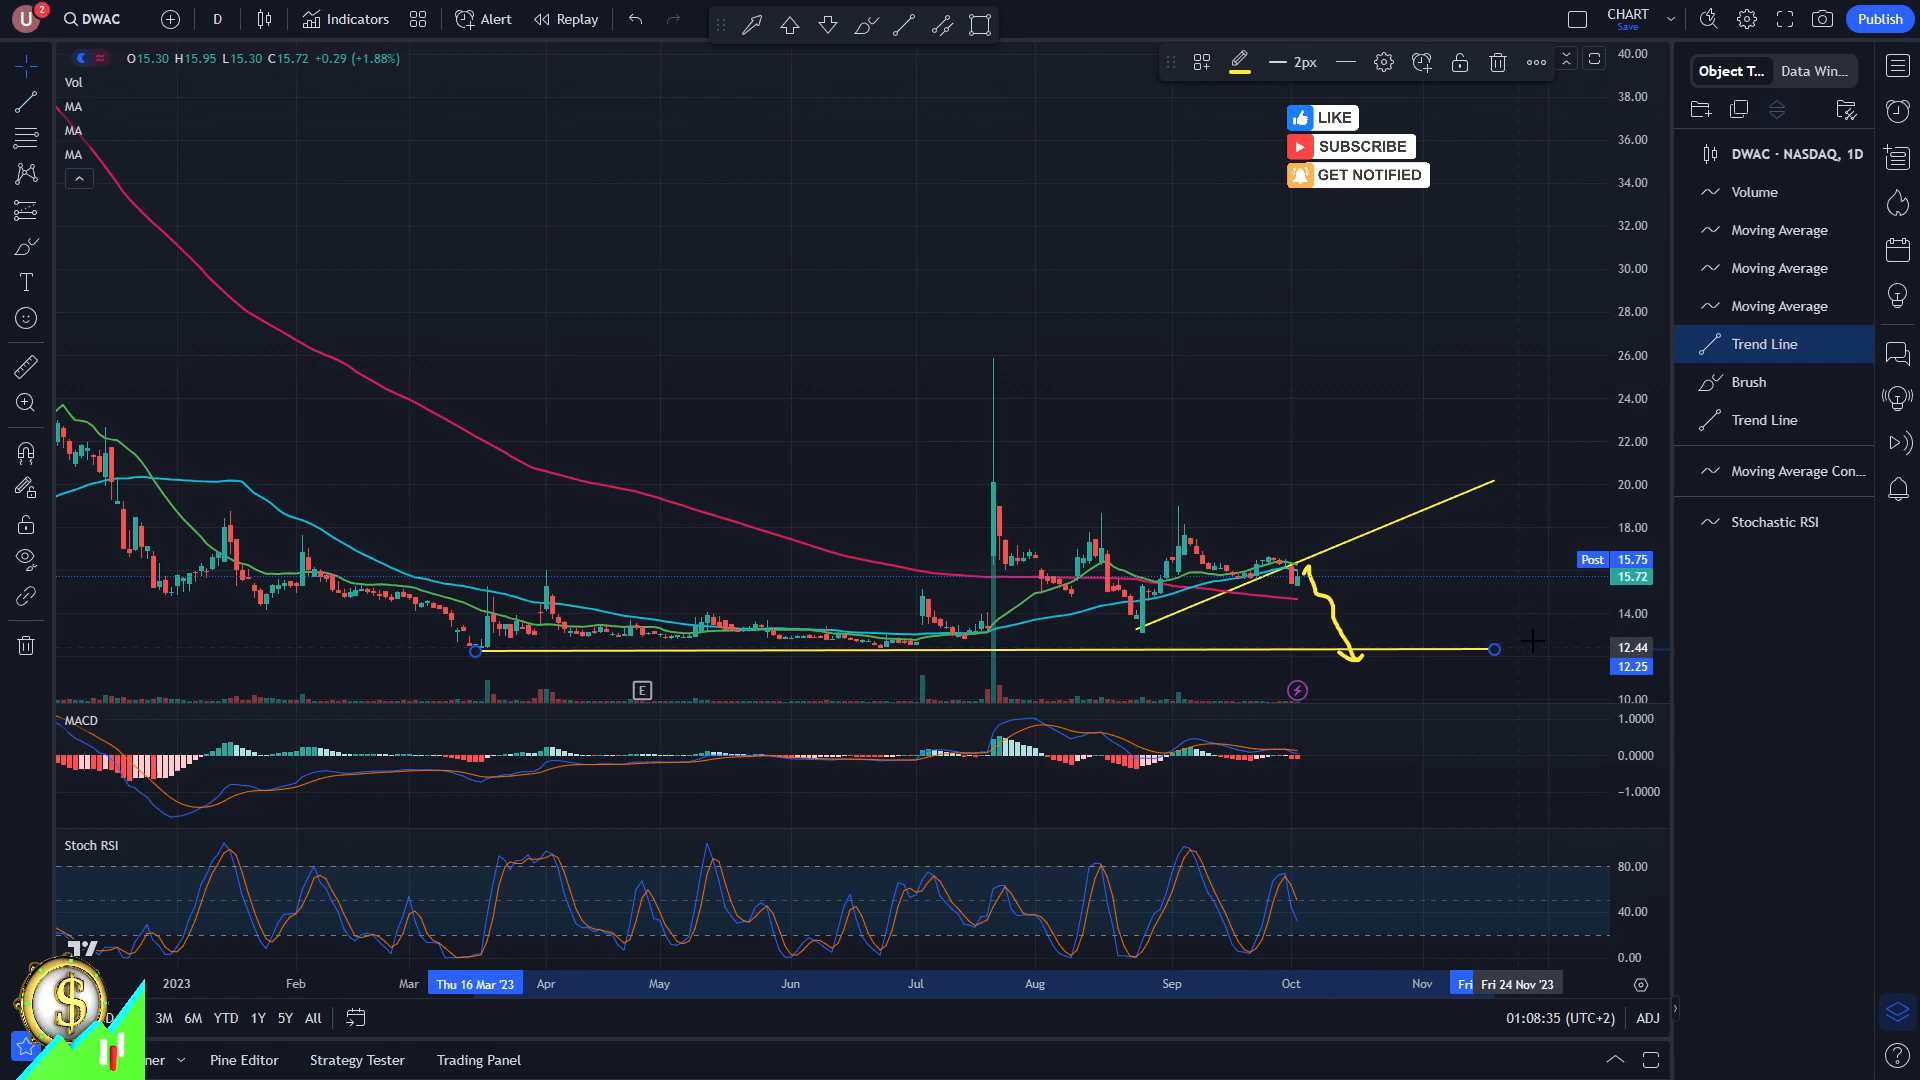 U 2 DWAC D Indicators Alert Replay CHART Save Publish
O15.30 H15.95 L15.30 C15.72 +0.29 (+1.88%)
2px
Vol
MA
MA
MA
LIKE
SUBSCRIBE
GET NOTIFIED
40.00
38.00
36.00
34.00
32.00
30.00
28.00
26.00
24.00
22.00
20.00
18.00
Post 15.75
15.72
14.00
12.44
12.25
10.00
E
MACD
1.0000
0.0000
−1.0000
Stoch RSI
80.00
40.00
0.00
2023 Feb Mar Thu 16 Mar '23 Apr May Jun Jul Aug Sep Oct Nov Fri Fri 24 Nov '23
3M 6M YTD 1Y 5Y All 01:08:35 (UTC+2) ADJ
Pine Editor Strategy Tester Trading Panel
Object T... Data Win...
DWAC · NASDAQ, 1D
Volume
Moving Average
Moving Average
Moving Average
Trend Line
Brush
Trend Line
Moving Average Con...
Stochastic RSI